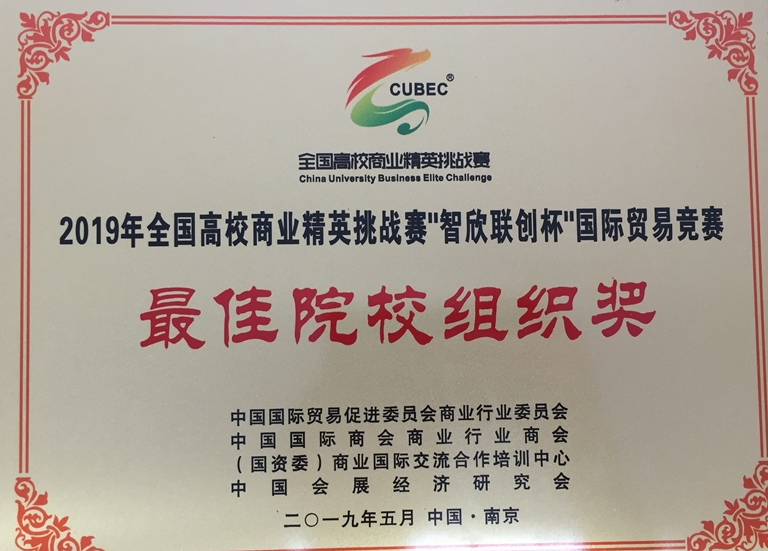 CUBEC®
全国高校商业精英挑战赛
China University Business Elite Challenge
2019年全国高校商业精英挑战赛"智欣联创杯"国际贸易竞赛
最佳院校组织奖
中国国际贸易促进委员会商业行业委员会
中国国际商会商业行业商会
（国资委）商业国际交流合作培训中心
中国会展经济研究会
二〇一九年五月 中国·南京